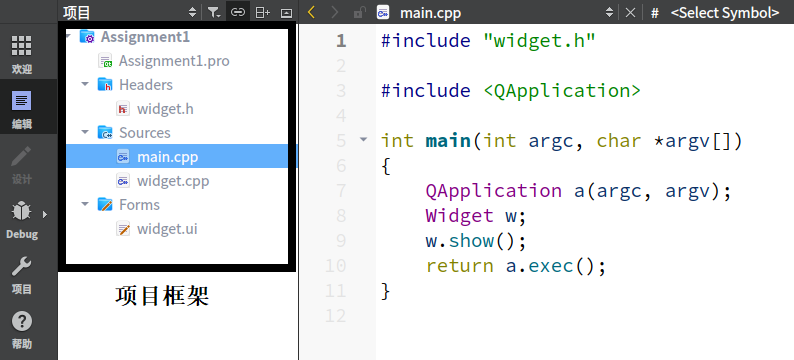 项目
main.cpp
# <Select Symbol>
欢迎
编辑
设计
Debug
项目
帮助
Assignment1
Assignment1.pro
Headers
widget.h
Sources
main.cpp
widget.cpp
Forms
widget.ui
项目框架
1 #include "widget.h"
2
3 #include <QApplication>
4
5 int main(int argc, char *argv[])
6 {
7 QApplication a(argc, argv);
8 Widget w;
9 w.show();
10 return a.exec();
11 }
12